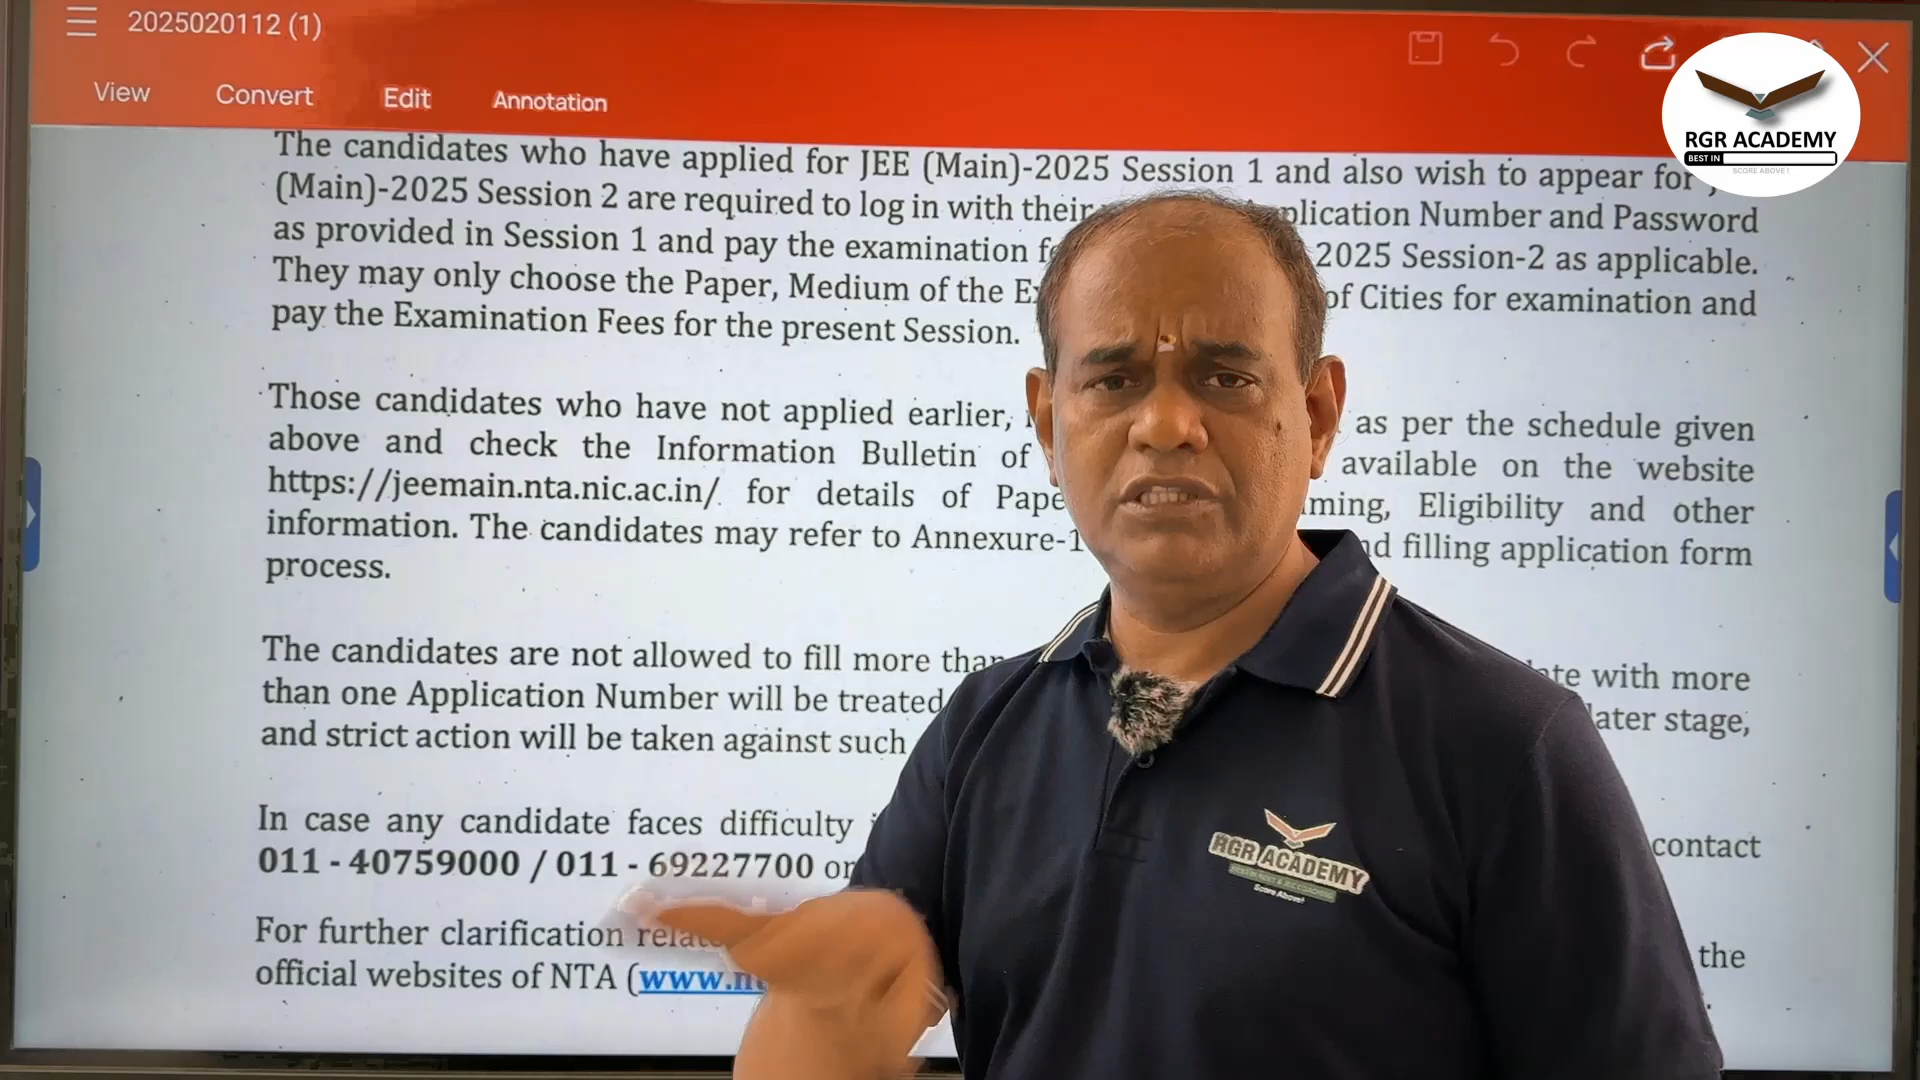 2025020112 (1)
View Convert Edit Annotation
RGR ACADEMY
BEST IN
SCORE ABOVE !
The candidates who have applied for JEE (Main)-2025 Session 1 and also wish to appear for
(Main)-2025 Session 2 are required to log in with their plication Number and Password
as provided in Session 1 and pay the examination f 2025 Session-2 as applicable.
They may only choose the Paper, Medium of the Ex of Cities for examination and
pay the Examination Fees for the present Session.
Those candidates who have not applied earlier, as per the schedule given
above and check the Information Bulletin of available on the website
https://jeemain.nta.nic.ac.in/ for details of Pape ming, Eligibility and other
information. The candidates may refer to Annexure-1 nd filling application form
process.
The candidates are not allowed to fill more than te with more
than one Application Number will be treated later stage,
and strict action will be taken against such
In case any candidate faces difficulty contact
011 - 40759000 / 011 - 69227700 or
For further clarification relate the
official websites of NTA (www.n
RGR ACADEMY
Score Above!